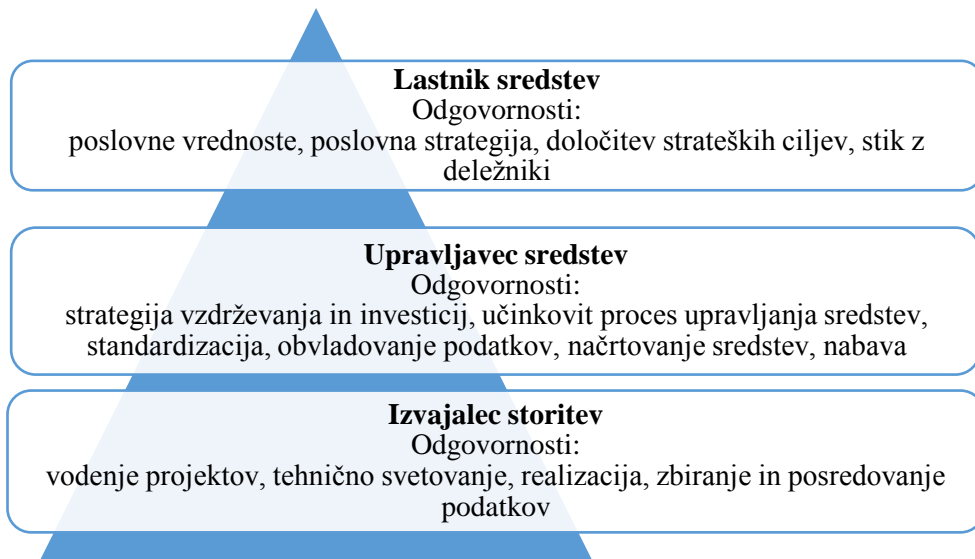 Lastnik sredstev
Odgovornosti:
poslovne vrednoste, poslovna strategija, določitev strateških ciljev, stik z
deležniki
Upravljavec sredstev
Odgovornosti:
strategija vzdrževanja in investicij, učinkovit proces upravljanja sredstev,
standardizacija, obvladovanje podatkov, načrtovanje sredstev, nabava
Izvajalec storitev
Odgovornosti:
vodenje projektov, tehnično svetovanje, realizacija, zbiranje in posredovanje
podatkov